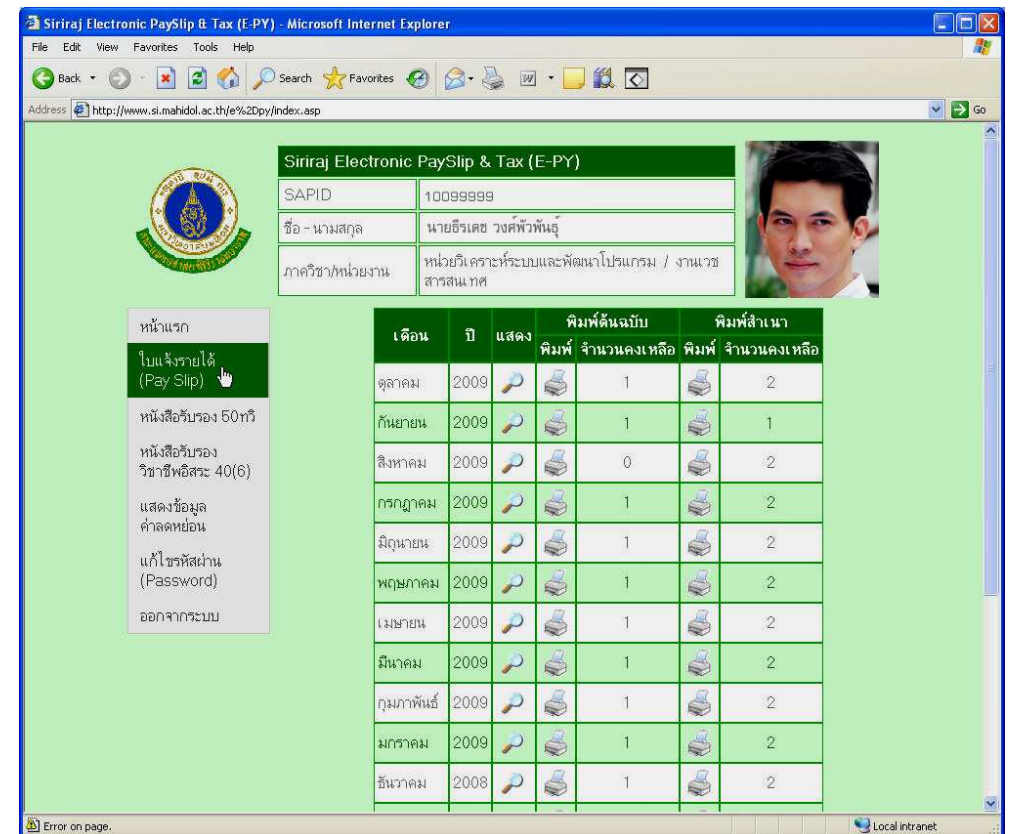 Siriraj Electronic PaySlip & Tax (E-PY) - Microsoft Internet Explorer
File Edit View Favorites Tools Help
Back Search Favorites
Address http://www.si.mahidol.ac.th/e%2Dpy/index.asp Go
Siriraj Electronic PaySlip & Tax (E-PY)
SAPID 10099999
ชื่อ - นามสกุล นายธีรเดช วงศ์พัวพันธุ์
ภาควิชา/หน่วยงาน หน่วยวิเคราะห์ระบบและพัฒนาโปรแกรม / งานเวช
สารสนเทศ
หน้าแรก
ใบแจ้งรายได้
(Pay Slip)
หนังสือรับรอง 50ทวิ
หนังสือรับรอง
วิชาชีพอิสระ 40(6)
แสดงข้อมูล
ค่าลดหย่อน
แก้ไขรหัสผ่าน
(Password)
ออกจากระบบ
เดือน ปี แสดง พิมพ์ต้นฉบับ พิมพ์สำเนา
พิมพ์ จำนวนคงเหลือ พิมพ์ จำนวนคงเหลือ
ตุลาคม 2009 1 2
กันยายน 2009 1 1
สิงหาคม 2009 0 2
กรกฎาคม 2009 1 2
มิถุนายน 2009 1 2
พฤษภาคม 2009 1 2
เมษายน 2009 1 2
มีนาคม 2009 1 2
กุมภาพันธ์ 2009 1 2
มกราคม 2009 1 2
ธันวาคม 2008 1 2
Error on page. Local intranet